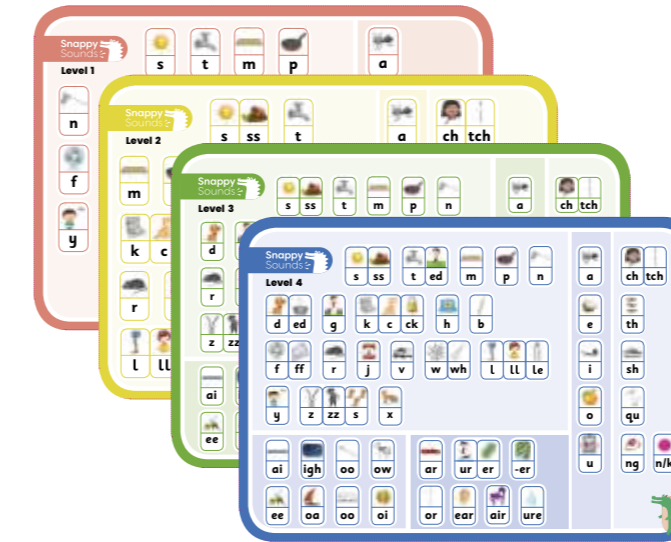 Snappy
Sounds
Level 1
s t m p a
n
f
y
Snappy
Sounds
Level 2
s ss t a ch tch
m
k c
r
l ll
Snappy
Sounds
Level 3
s ss t m p n a ch tch
d
r
z zz
ai
ee
Snappy
Sounds
Level 4
s ss t ed m p n a ch tch
d ed g k c ck h b e th
f ff r j v w wh l ll le i sh
y z zz s x o qu
u ng n/k
ai igh oo ow ar ur er -er
ee oa oo oi or ear air ure